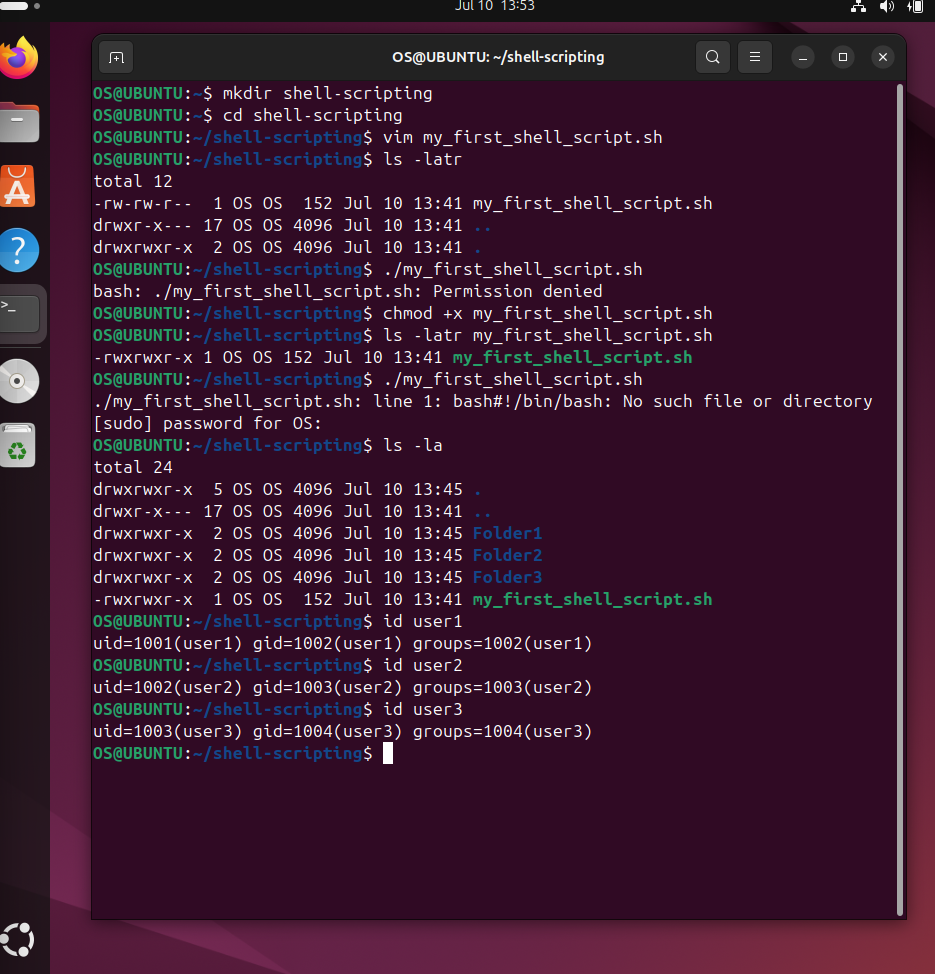 Jul 10 13:53
OS@UBUNTU: ~/shell-scripting
OS@UBUNTU:~$ mkdir shell-scripting
OS@UBUNTU:~$ cd shell-scripting
OS@UBUNTU:~/shell-scripting$ vim my_first_shell_script.sh
OS@UBUNTU:~/shell-scripting$ ls -latr
total 12
-rw-rw-r--  1 OS OS  152 Jul 10 13:41 my_first_shell_script.sh
drwxr-x--- 17 OS OS 4096 Jul 10 13:41 ..
drwxrwxr-x  2 OS OS 4096 Jul 10 13:41 .
OS@UBUNTU:~/shell-scripting$ ./my_first_shell_script.sh
bash: ./my_first_shell_script.sh: Permission denied
OS@UBUNTU:~/shell-scripting$ chmod +x my_first_shell_script.sh
OS@UBUNTU:~/shell-scripting$ ls -latr my_first_shell_script.sh
-rwxrwxr-x 1 OS OS 152 Jul 10 13:41 my_first_shell_script.sh
OS@UBUNTU:~/shell-scripting$ ./my_first_shell_script.sh
./my_first_shell_script.sh: line 1: bash#!/bin/bash: No such file or directory
[sudo] password for OS:
OS@UBUNTU:~/shell-scripting$ ls -la
total 24
drwxrwxr-x  5 OS OS 4096 Jul 10 13:45 .
drwxr-x--- 17 OS OS 4096 Jul 10 13:41 ..
drwxrwxr-x  2 OS OS 4096 Jul 10 13:45 Folder1
drwxrwxr-x  2 OS OS 4096 Jul 10 13:45 Folder2
drwxrwxr-x  2 OS OS 4096 Jul 10 13:45 Folder3
-rwxrwxr-x  1 OS OS  152 Jul 10 13:41 my_first_shell_script.sh
OS@UBUNTU:~/shell-scripting$ id user1
uid=1001(user1) gid=1002(user1) groups=1002(user1)
OS@UBUNTU:~/shell-scripting$ id user2
uid=1002(user2) gid=1003(user2) groups=1003(user2)
OS@UBUNTU:~/shell-scripting$ id user3
uid=1003(user3) gid=1004(user3) groups=1004(user3)
OS@UBUNTU:~/shell-scripting$